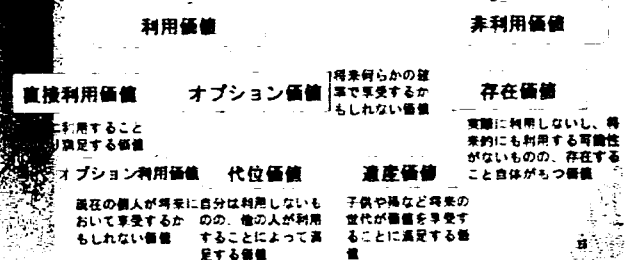 利用価値
非利用価値
直接利用価値
オプション価値
将来何らかの確
率で享受するか
もしれない価値
存在価値
に利用すること
り満足する価値
実際に利用しないし、将
来的にも利用する可能性
がないものの、存在する
こと自体がもつ価値
オプション利用価値
代位価値
遺産価値
現在の個人が将来に
おいて享受するか
もしれない価値
自分は利用しないも
のの、他の人が利用
することによって満
足する価値
子供や孫など将来の
世代が価値を享受す
ることに満足する価
値